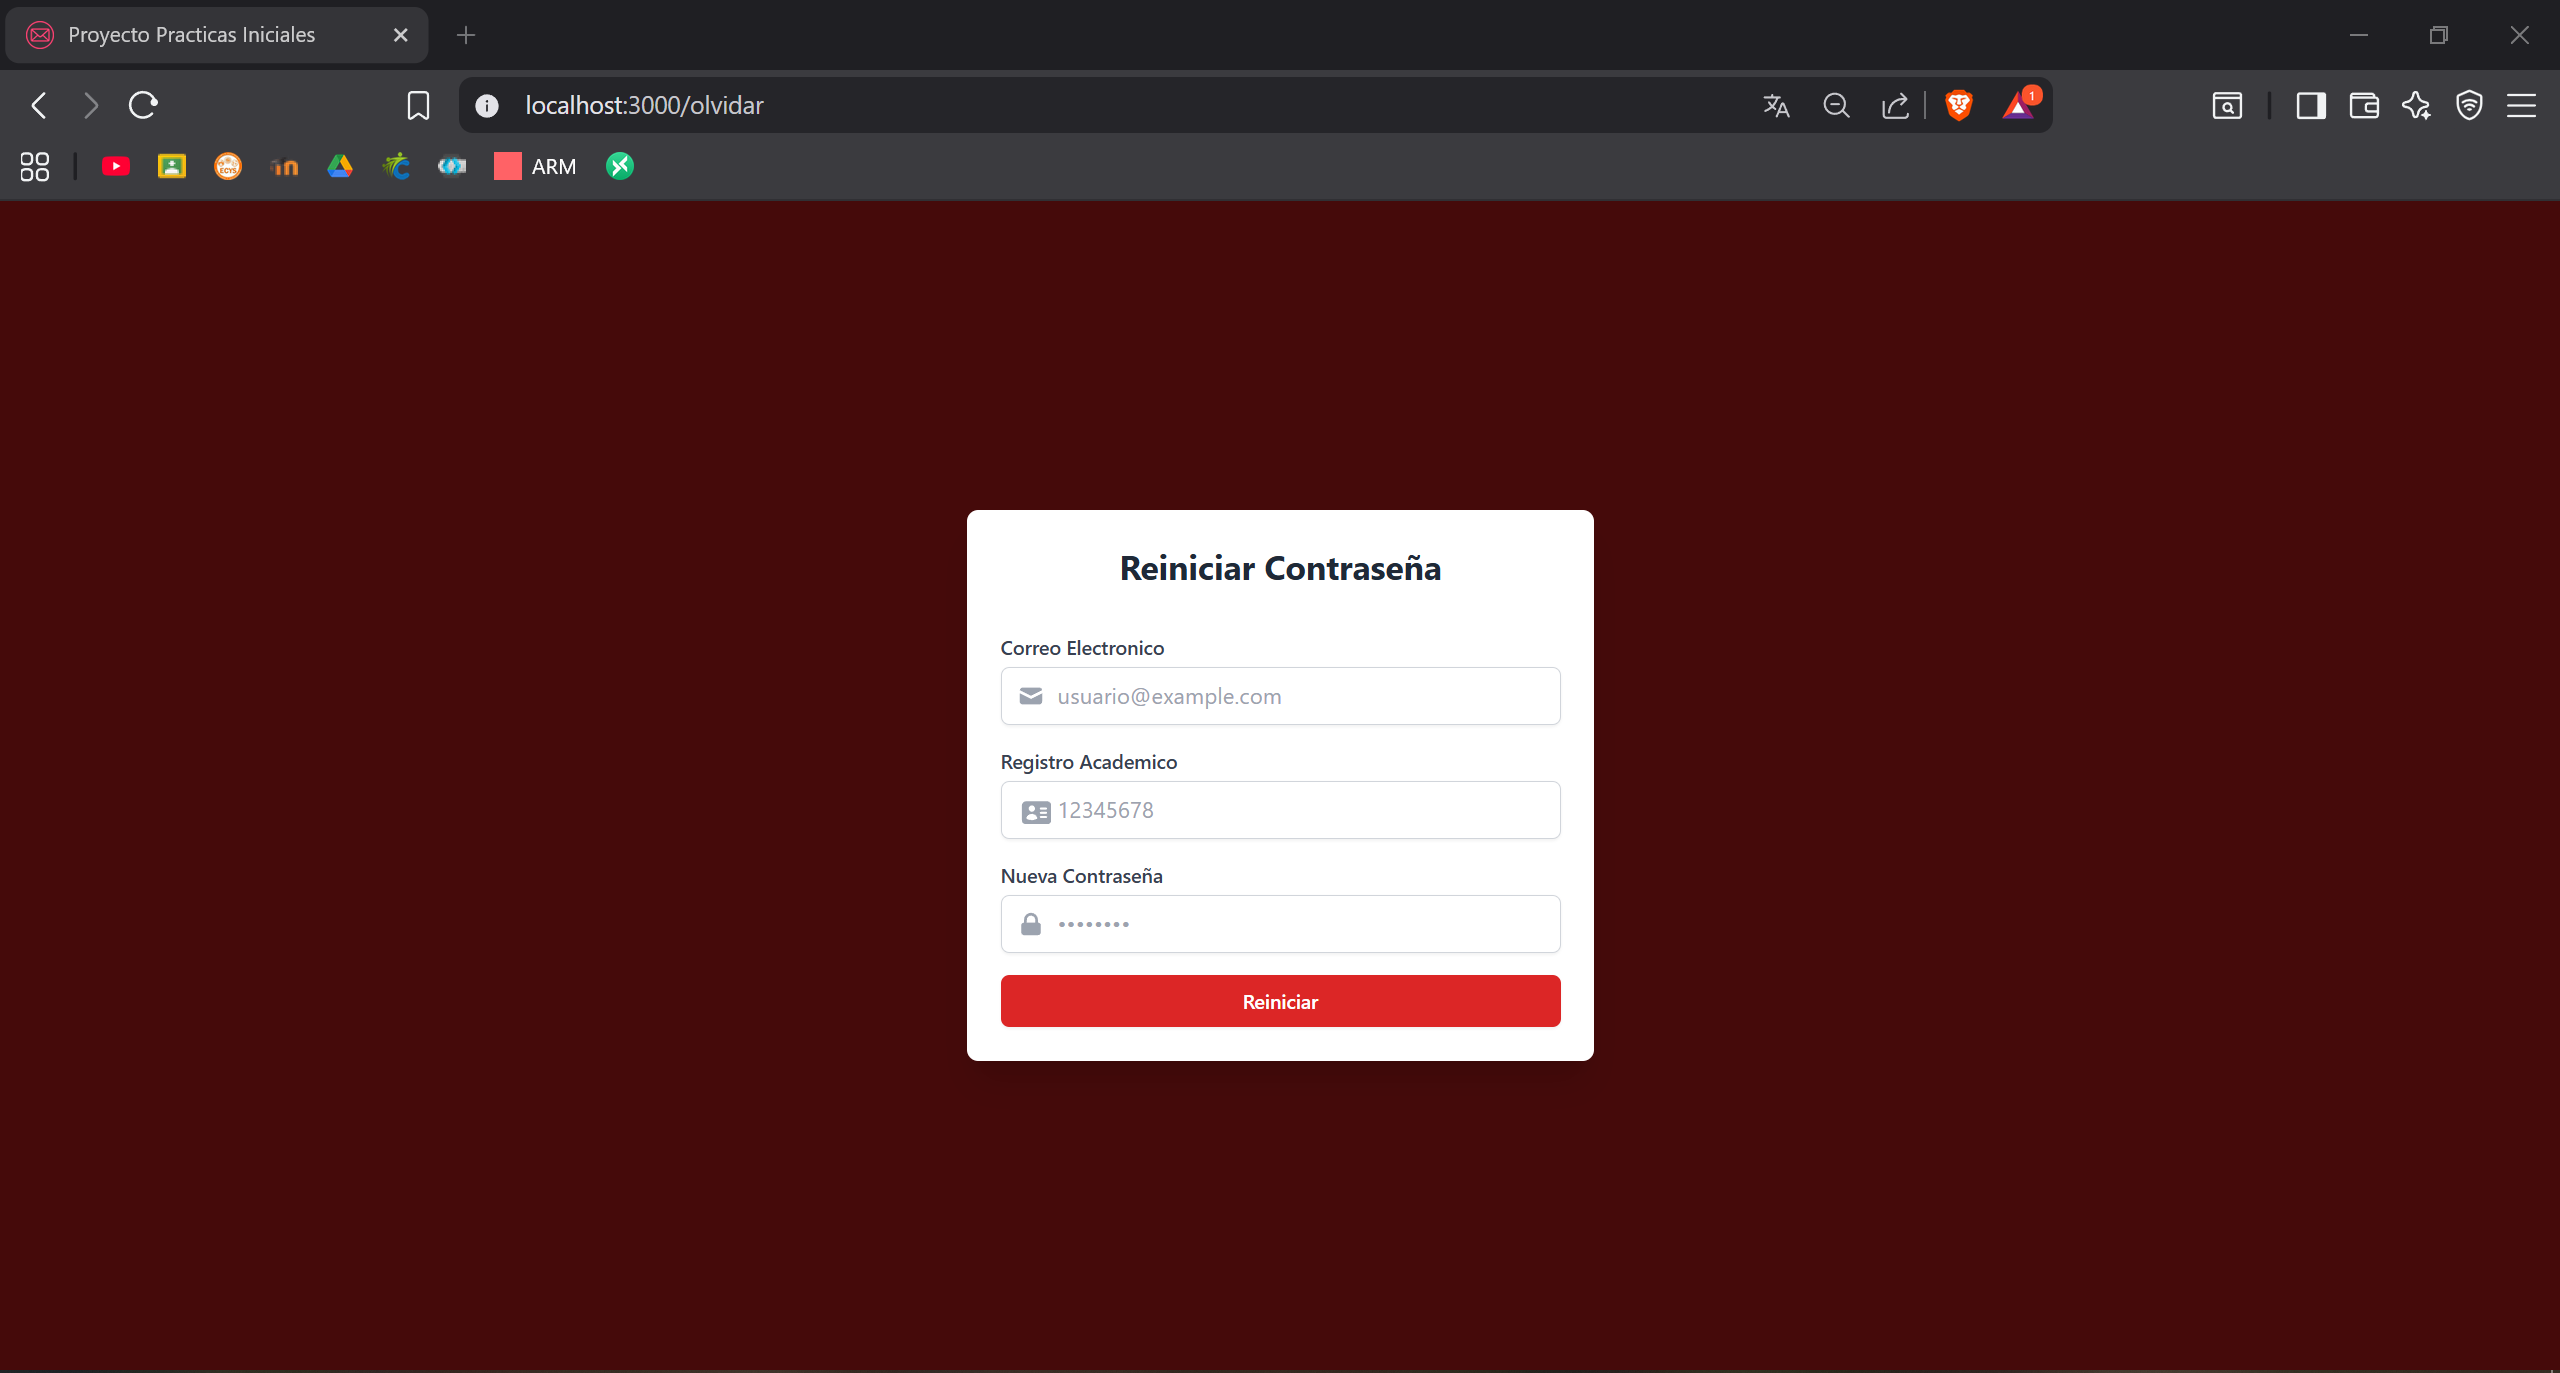 Proyecto Practicas Iniciales
localhost:3000/olvidar
1
ECYS
ARM
Reiniciar Contraseña
Correo Electronico
usuario@example.com
Registro Academico
12345678
Nueva Contraseña
••••••••
Reiniciar